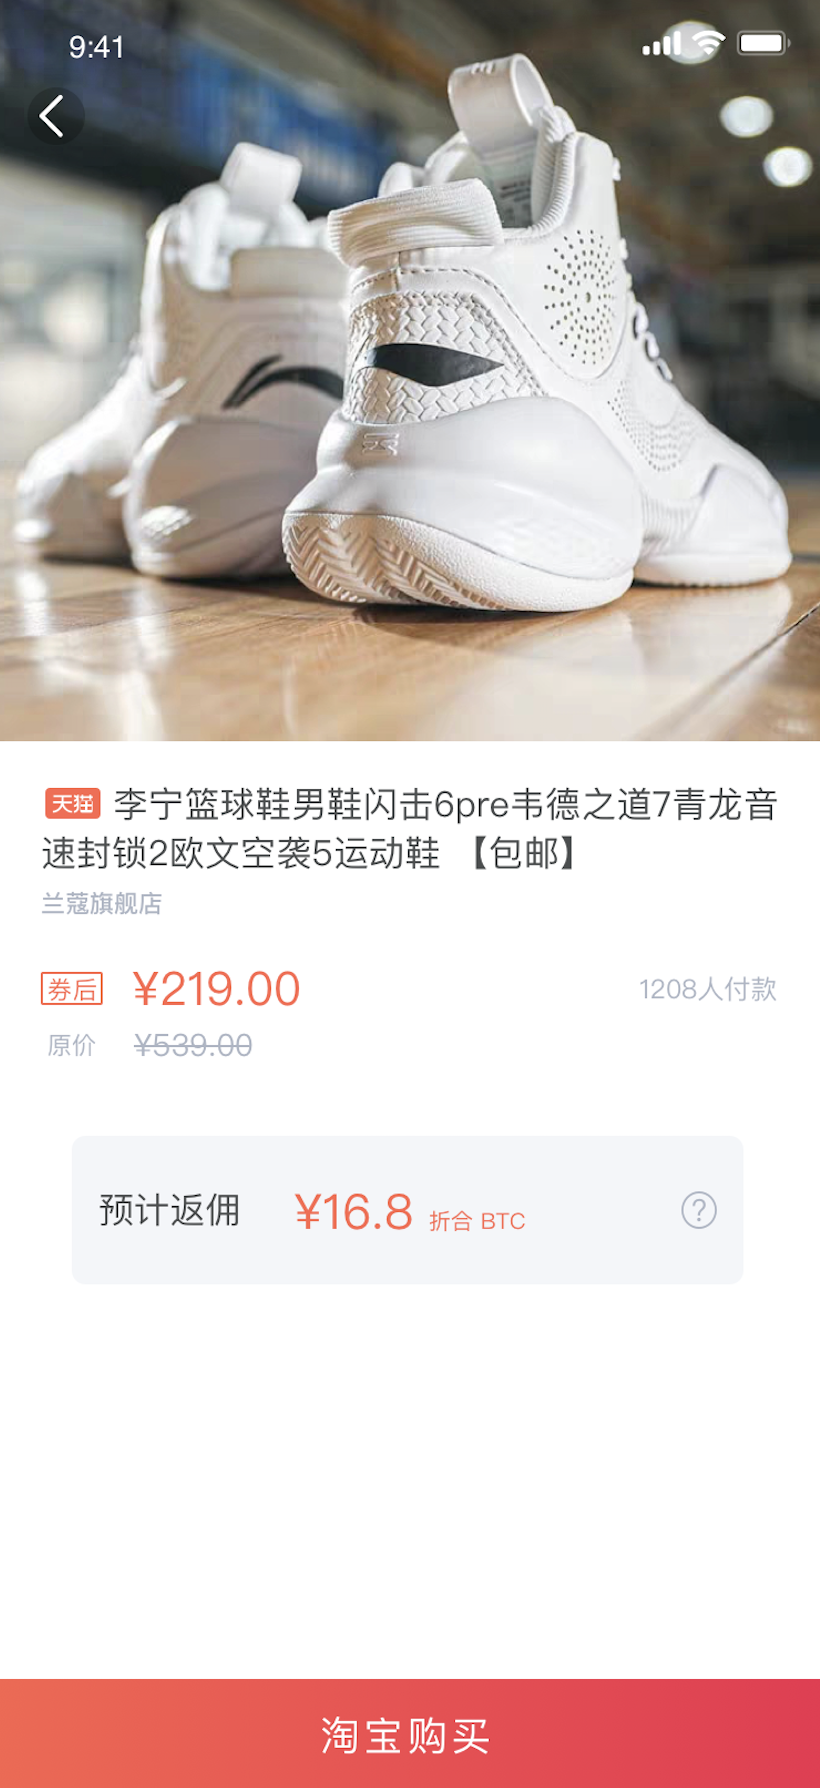 9:41
天猫 李宁篮球鞋男鞋闪击6pre韦德之道7青龙音
速封锁2欧文空袭5运动鞋 【包邮】
兰蔻旗舰店
券后 ¥219.00 1208人付款
原价 ¥539.00
预计返佣 ¥16.8 折合 BTC ?
淘宝购买